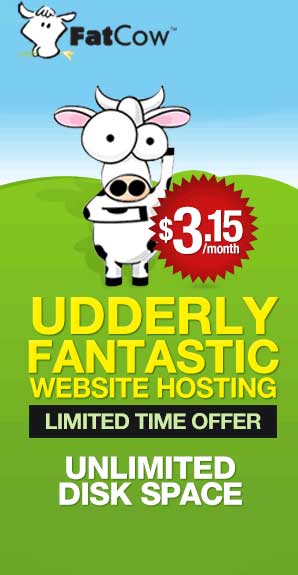 FatCow™
$3.15
/month
UDDERLY
FANTASTIC
WEBSITE HOSTING
LIMITED TIME OFFER
UNLIMITED
DISK SPACE